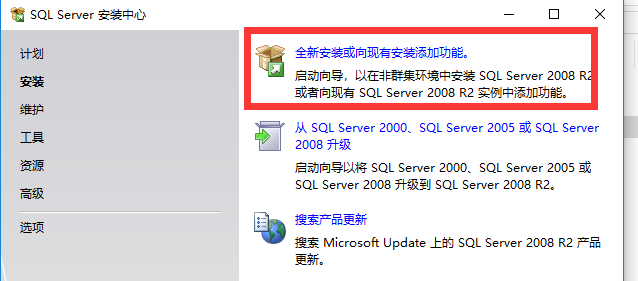 SQL Server 安装中心
计划
安装
维护
工具
资源
高级
选项
全新安装或向现有安装添加功能。
启动向导，以在非群集环境中安装 SQL Server 2008 R2
或者向现有 SQL Server 2008 R2 实例中添加功能。
从 SQL Server 2000、SQL Server 2005 或 SQL Server
2008 升级
启动向导以将 SQL Server 2000、SQL Server 2005 或
SQL Server 2008 升级到 SQL Server 2008 R2。
搜索产品更新
搜索 Microsoft Update 上的 SQL Server 2008 R2 产品
更新。